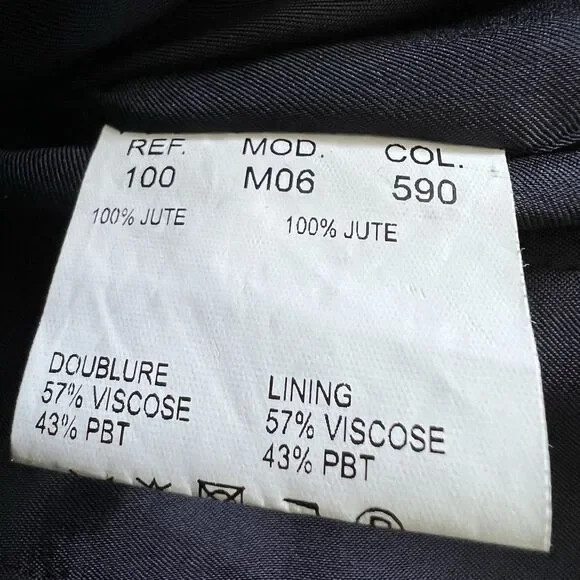 REF. MOD. COL.
100 M06 590
100% JUTE 100% JUTE
DOUBLURE
57% VISCOSE
43% PBT
LINING
57% VISCOSE
43% PBT
P